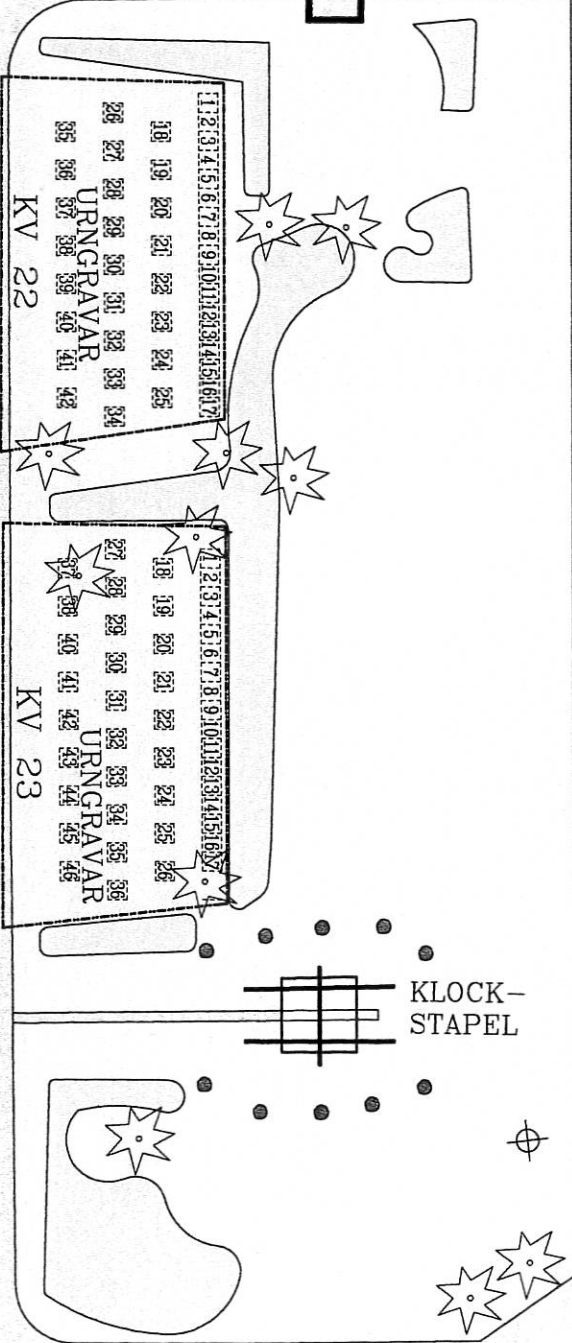 1 2 3 4 5 6 7 8 9 10 11 12 13 14 15 16 17
18 19 20 21 22 23 24 25
26 27 28 29 30 31 32 33 34
URNGRAVAR
35 36 37 38 39 40 41 42
KV 22
1 2 3 4 5 6 7 8 9 10 11 12 13 14 15 16 17
18 19 20 21 22 23 24 25 26
27 28 29 30 31 32 33 34 35 36
URNGRAVAR
37 38 40 41 42 43 44 45 46
KV 23
KLOCK-
STAPEL